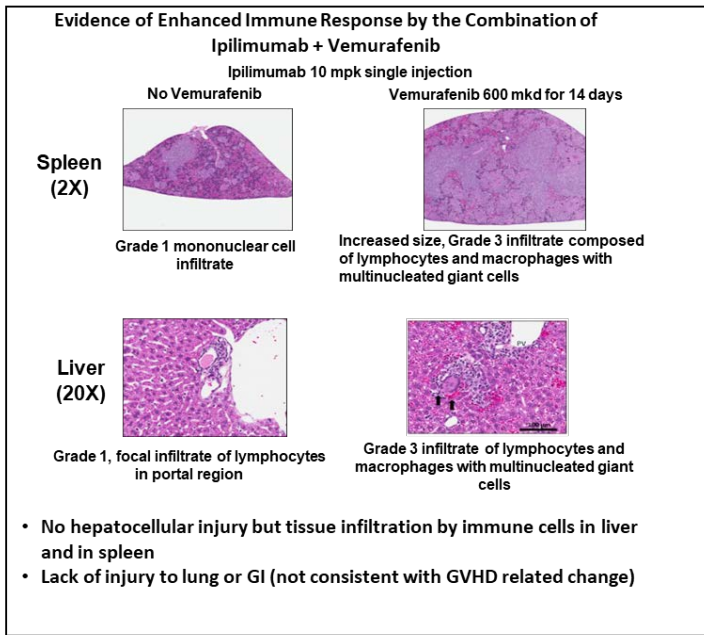 Evidence of Enhanced Immune Response by the Combination of
Ipilimumab + Vemurafenib
Ipilimumab 10 mpk single injection
No Vemurafenib
Vemurafenib 600 mkd for 14 days
Spleen
(2X)
Grade 1 mononuclear cell
infiltrate
Increased size, Grade 3 infiltrate composed
of lymphocytes and macrophages with
multinucleated giant cells
Liver
(20X)
PV
Grade 1, focal infiltrate of lymphocytes
in portal region
Grade 3 infiltrate of lymphocytes and
macrophages with multinucleated giant
cells
• No hepatocellular injury but tissue infiltration by immune cells in liver
and in spleen
• Lack of injury to lung or GI (not consistent with GVHD related change)